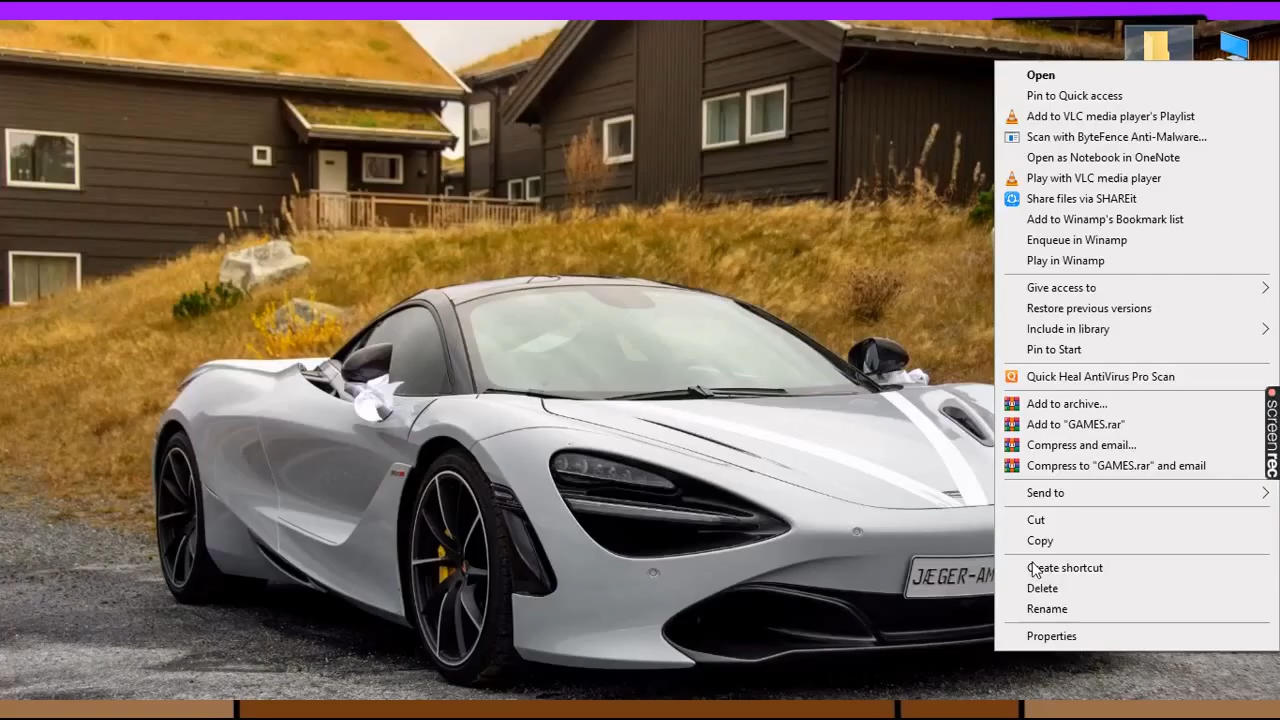 Open
Pin to Quick access
Add to VLC media player's Playlist
Scan with ByteFence Anti-Malware...
Open as Notebook in OneNote
Play with VLC media player
Share files via SHAREit
Add to Winamp's Bookmark list
Enqueue in Winamp
Play in Winamp
Give access to
Restore previous versions
Include in library
Pin to Start
Quick Heal AntiVirus Pro Scan
Add to archive...
Add to "GAMES.rar"
Compress and email...
Compress to "GAMES.rar" and email
Send to
Cut
Copy
Create shortcut
Delete
Rename
Properties
JÆGER-AM
screenrec